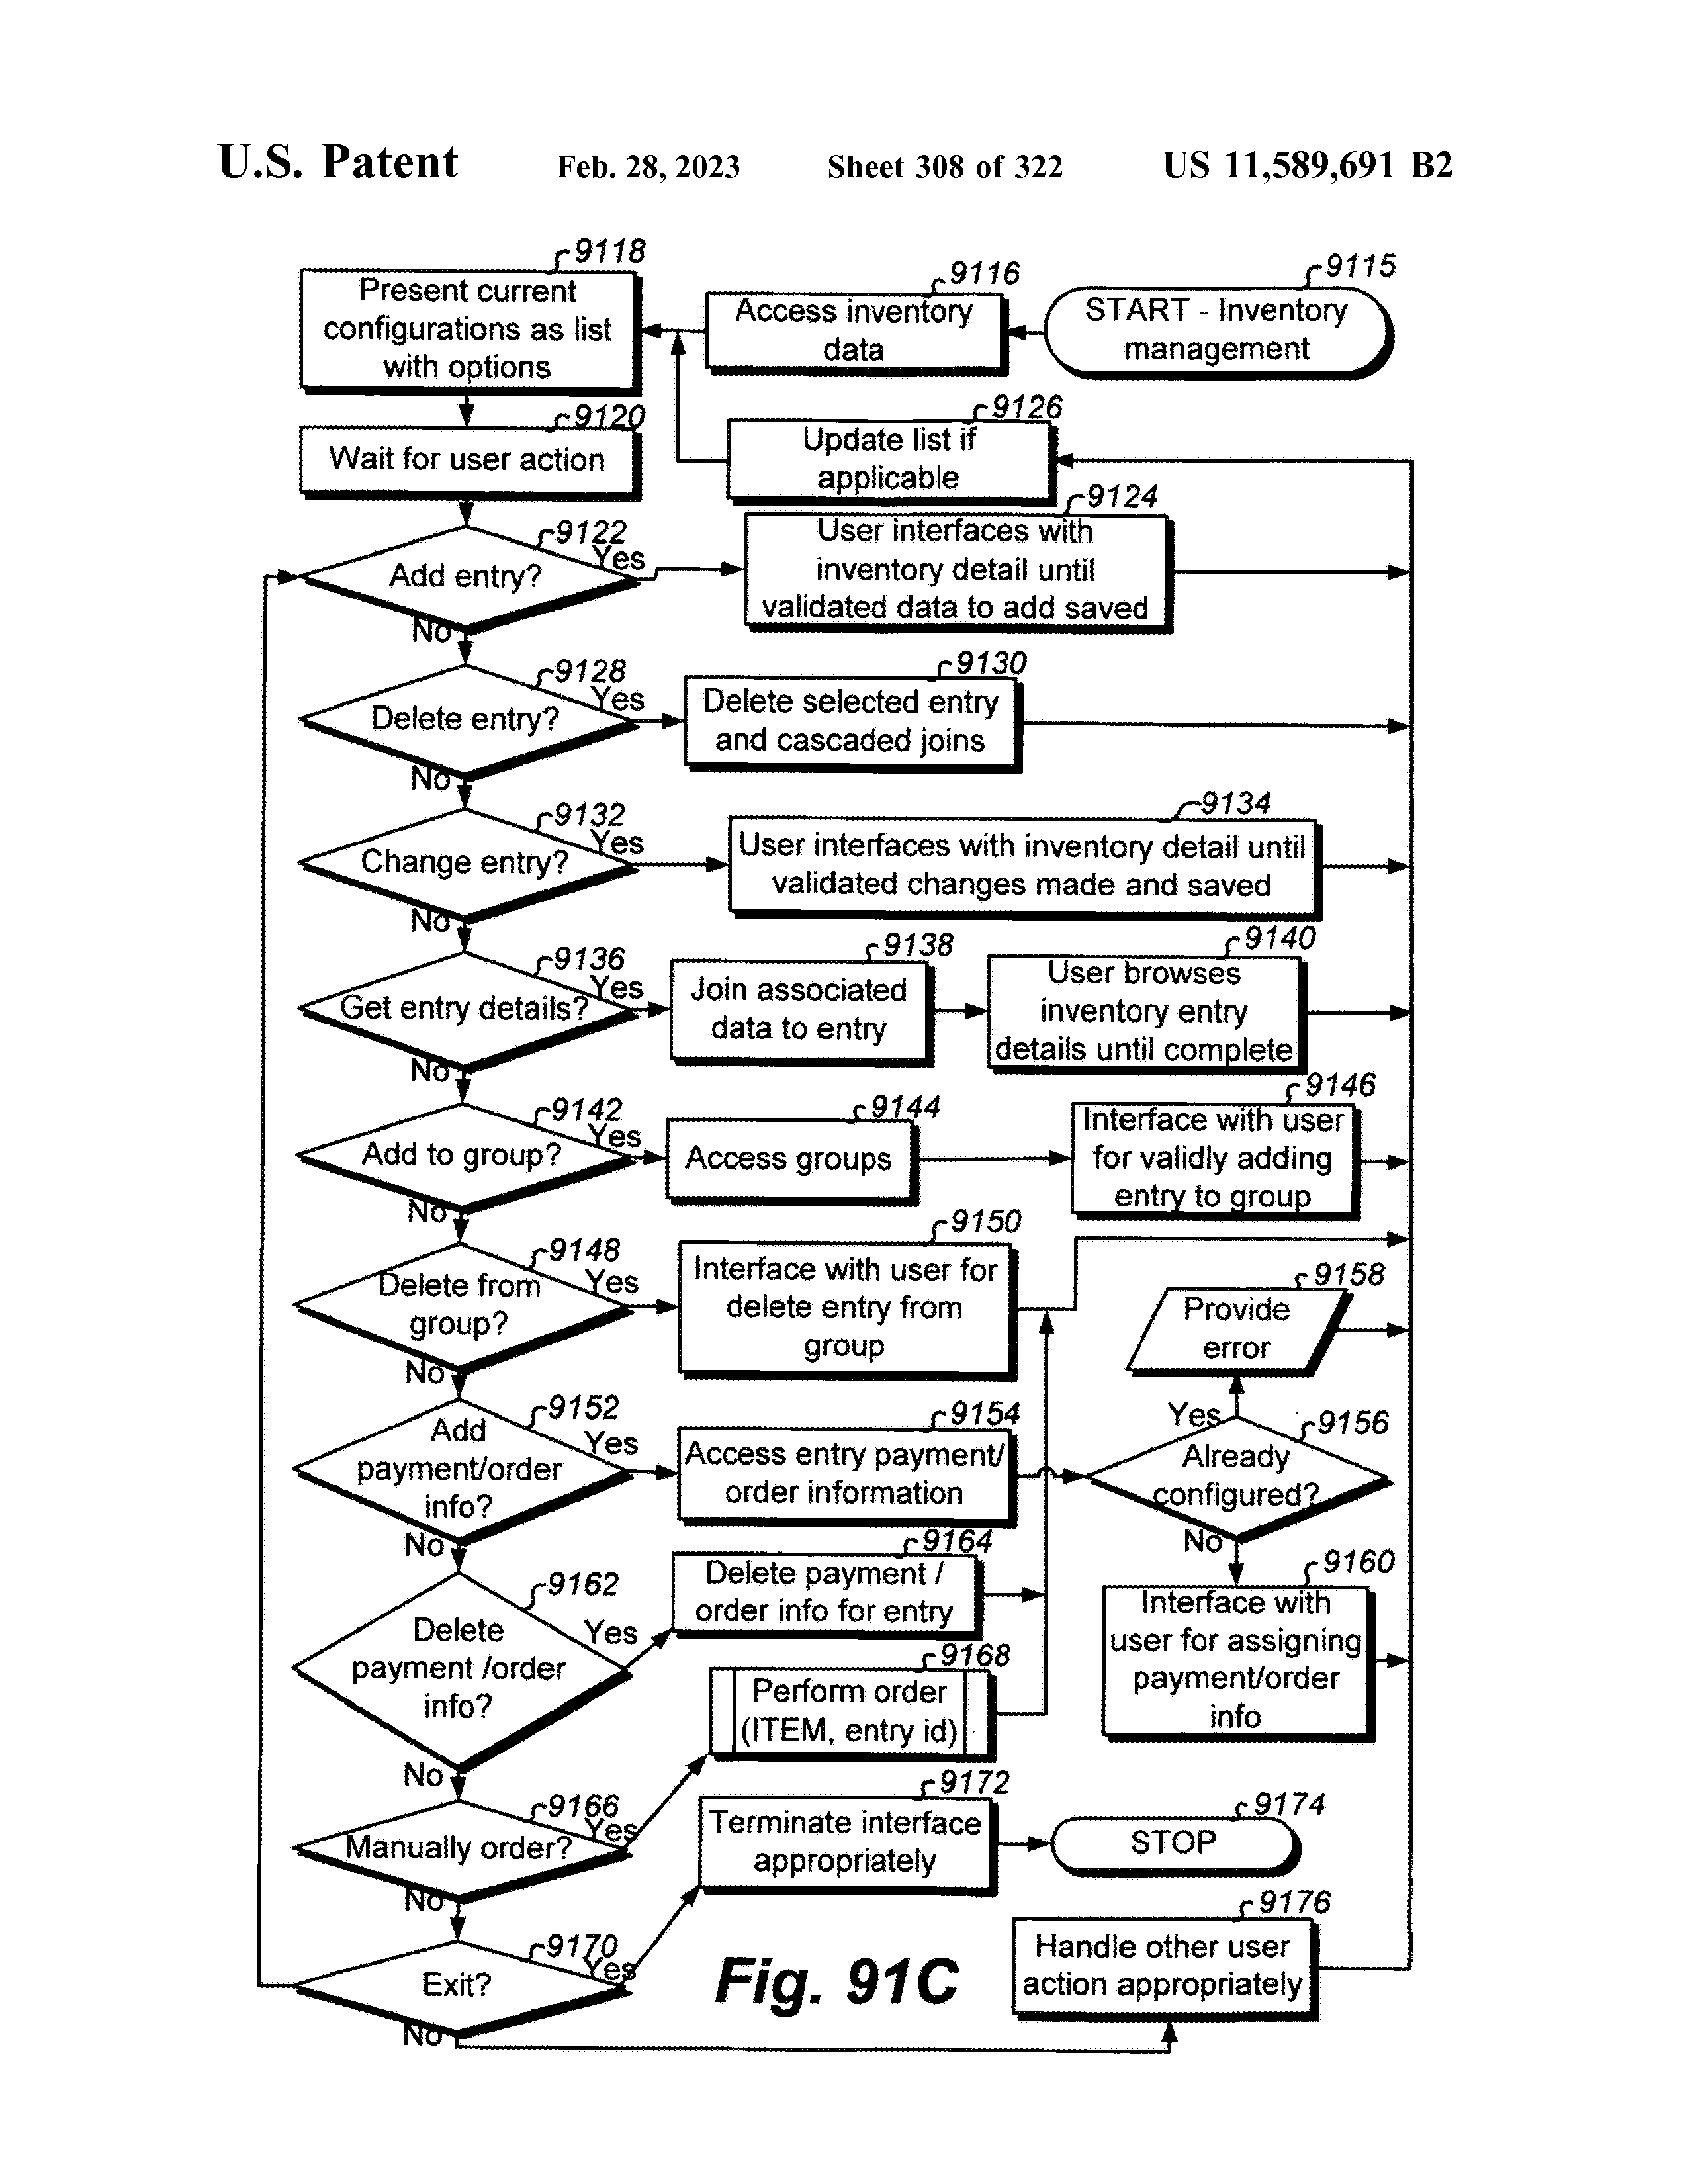 U.S. Patent Feb. 28, 2023 Sheet 308 of 322 US 11,589,691 B2
9118
Present current
configurations as list
with options
9116
Access inventory
data
9115
START - Inventory
management
9120
Wait for user action
9126
Update list if
applicable
9122
Add entry?
Yes
No
9124
User interfaces with
inventory detail until
validated data to add saved
9128
Delete entry?
Yes
No
9130
Delete selected entry
and cascaded joins
9132
Change entry?
Yes
No
9134
User interfaces with inventory detail until
validated changes made and saved
9136
Get entry details?
Yes
No
9138
Join associated
data to entry
9140
User browses
inventory entry
details until complete
9142
Add to group?
Yes
No
9144
Access groups
9146
Interface with user
for validly adding
entry to group
9148
Delete from
group?
Yes
No
9150
Interface with user for
delete entry from
group
9158
Provide
error
9152
Add
payment/order
info?
Yes
No
9154
Access entry payment/
order information
Yes
9156
Already
configured?
No
9162
Delete
payment /order
info?
Yes
No
9164
Delete payment /
order info for entry
9160
Interface with
user for assigning
payment/order
info
9168
Perform order
(ITEM, entry id)
9166
Manually order?
Yes
No
9172
Terminate interface
appropriately
9174
STOP
9170
Exit?
Yes
No
9176
Handle other user
action appropriately
Fig. 91C